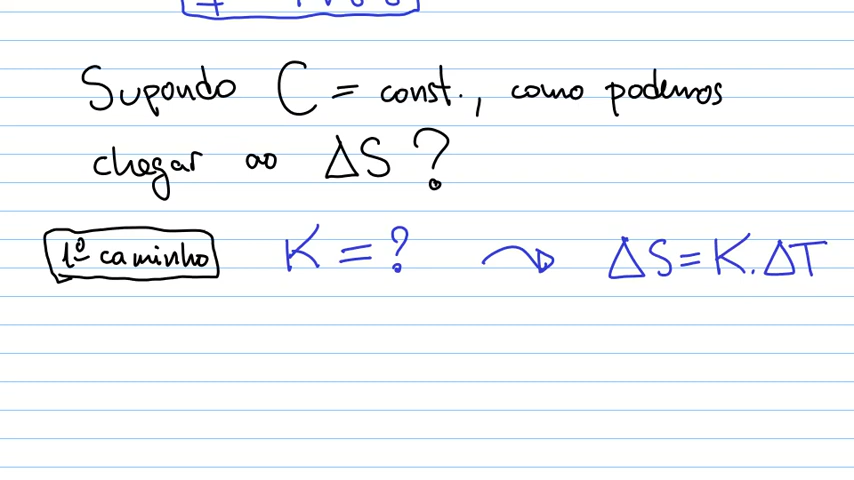 Supondo C = const., como podemos
chegar ao ΔS?
1º caminho K = ? ⤳ ΔS = K.ΔT